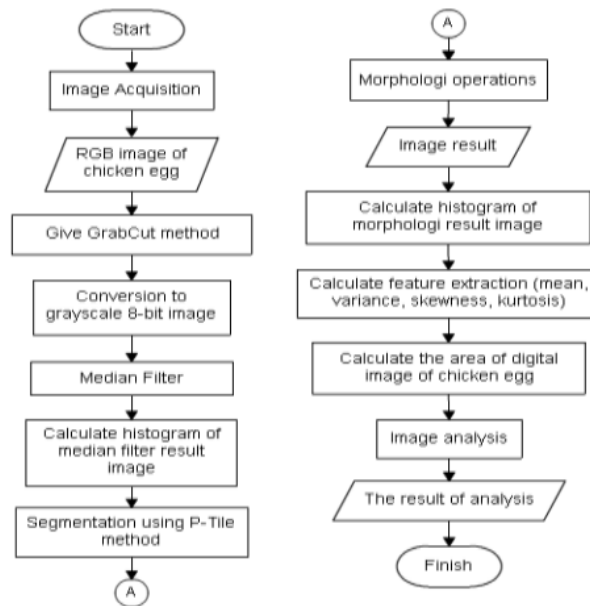 Start
Image Acquisition
RGB image of
chicken egg
Give GrabCut method
Conversion to
grayscale 8-bit image
Median Filter
Calculate histogram of
median filter result
image
Segmentation using P-Tile
method
A
A
Morphologi operations
Image result
Calculate histogram of
morphologi result image
Calculate feature extraction (mean,
variance, skewness, kurtosis)
Calculate the area of digital
image of chicken egg
Image analysis
The result of analysis
Finish